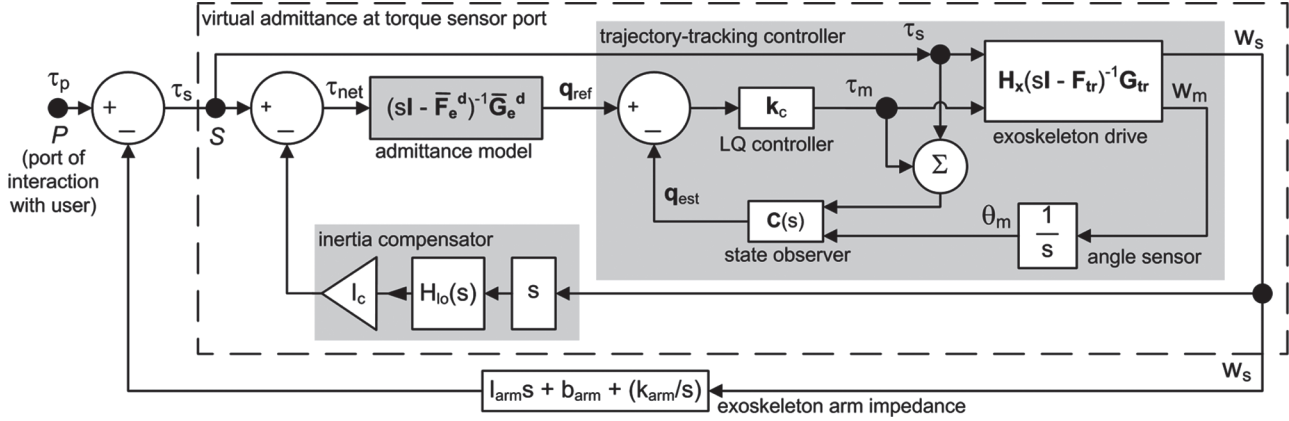 virtual admittance at torque sensor port
trajectory-tracking controller
τs
ws
τp
τs
+
−
+
−
τnet
(sI - F̅eᵈ)⁻¹G̅eᵈ
qref
+
−
kc
τm
Hx(sI - Ftr)⁻¹Gtr
wm
P
(port of
interaction
with user)
S
admittance model
LQ controller
exoskeleton drive
Σ
qest
C(s)
state observer
θm
1
s
angle sensor
inertia compensator
Ic
Hlo(s)
s
ws
Iarms + barm + (karm/s)
exoskeleton arm impedance